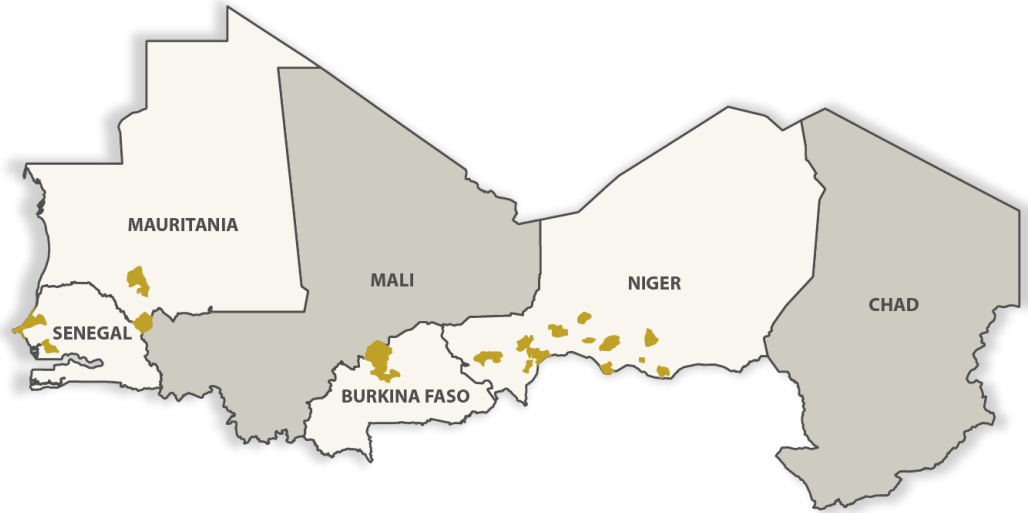 MAURITANIA
MALI
NIGER
CHAD
SENEGAL
BURKINA FASO